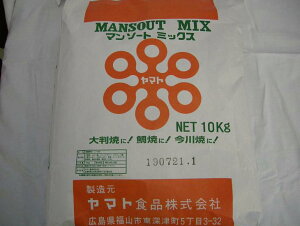 MANSOUT MIX
マンソート ミックス
ヤマト
NET 10Kg
大判焼に! 鯛焼に! 今川焼に!
190721.1
製造元
ヤマト食品株式会社
広島県福山市東深津町5丁目3-32